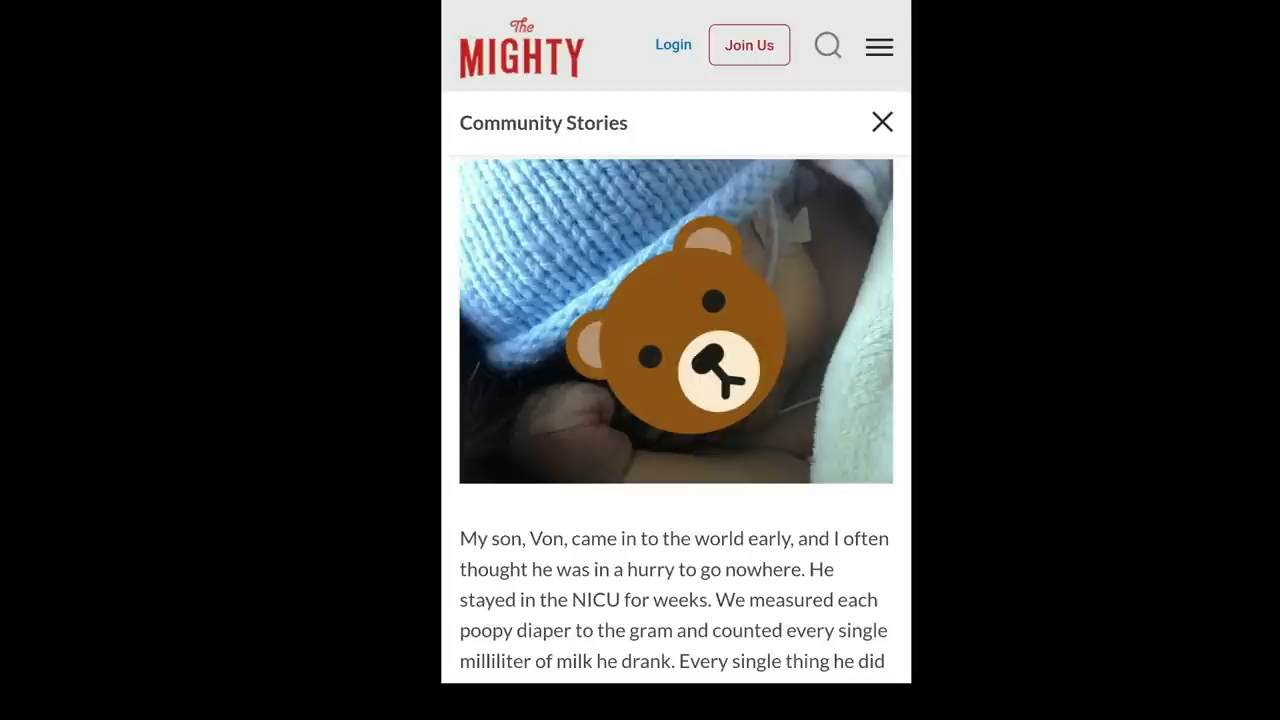 The
MIGHTY
Login
Join Us
Community Stories
My son, Von, came in to the world early, and I often
thought he was in a hurry to go nowhere. He
stayed in the NICU for weeks. We measured each
poopy diaper to the gram and counted every single
milliliter of milk he drank. Every single thing he did